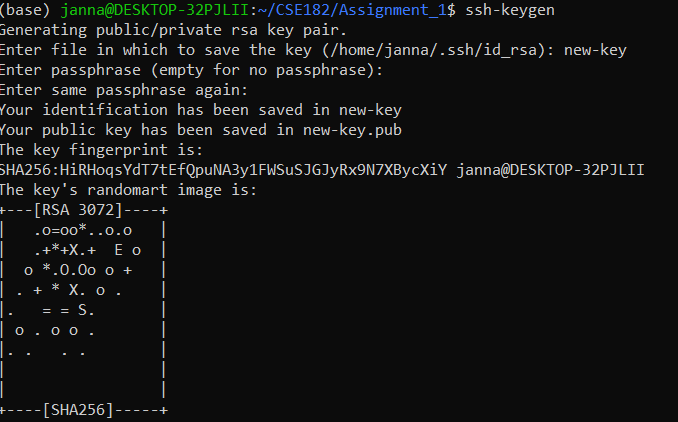 (base) janna@DESKTOP-32PJLII:~/CSE182/Assignment_1$ ssh-keygen
Generating public/private rsa key pair.
Enter file in which to save the key (/home/janna/.ssh/id_rsa): new-key
Enter passphrase (empty for no passphrase):
Enter same passphrase again:
Your identification has been saved in new-key
Your public key has been saved in new-key.pub
The key fingerprint is:
SHA256:HiRHoqsYdT7tEfQpuNA3y1FWSuSJGJyRx9N7XBycXiY janna@DESKTOP-32PJLII
The key's randomart image is:
+---[RSA 3072]----+
|   .o=oo*..o.o   |
|   .+*+X.+  E o  |
|  o *.O.Oo o +   |
| . + * X. o .    |
|.   = = S.       |
| o . o o .       |
|. .   . .        |
|                 |
|                 |
+----[SHA256]-----+